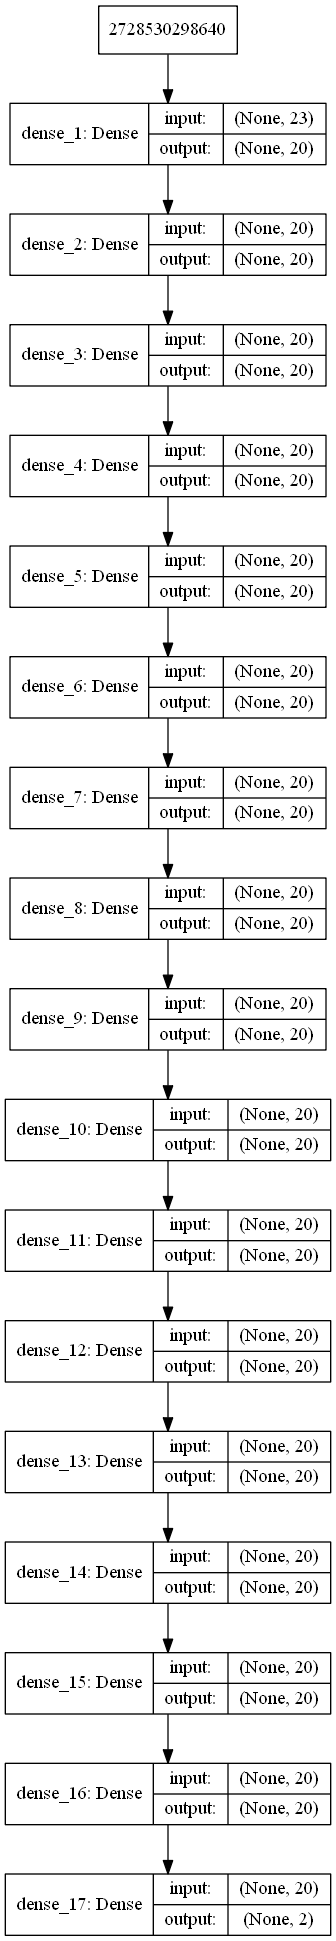 2728530298640
dense_1: Dense
input: (None, 23)
output: (None, 20)
dense_2: Dense
input: (None, 20)
output: (None, 20)
dense_3: Dense
input: (None, 20)
output: (None, 20)
dense_4: Dense
input: (None, 20)
output: (None, 20)
dense_5: Dense
input: (None, 20)
output: (None, 20)
dense_6: Dense
input: (None, 20)
output: (None, 20)
dense_7: Dense
input: (None, 20)
output: (None, 20)
dense_8: Dense
input: (None, 20)
output: (None, 20)
dense_9: Dense
input: (None, 20)
output: (None, 20)
dense_10: Dense
input: (None, 20)
output: (None, 20)
dense_11: Dense
input: (None, 20)
output: (None, 20)
dense_12: Dense
input: (None, 20)
output: (None, 20)
dense_13: Dense
input: (None, 20)
output: (None, 20)
dense_14: Dense
input: (None, 20)
output: (None, 20)
dense_15: Dense
input: (None, 20)
output: (None, 20)
dense_16: Dense
input: (None, 20)
output: (None, 20)
dense_17: Dense
input: (None, 20)
output: (None, 2)